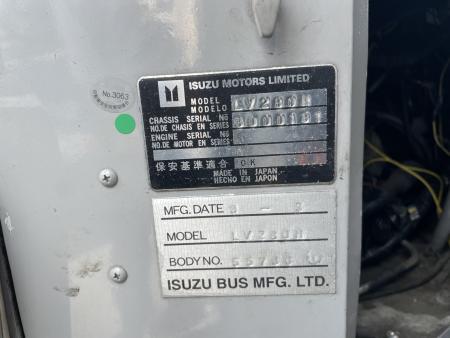 No.3063
ISUZU MOTORS LIMITED
MODEL
MODELO LV280N
CHASSIS SERIAL Nº
NO.DE CHASIS EN SERIES 3000181
ENGINE SERIAL Nº
NO.DE MOTOR EN SERIES
保安基準適合 OK
MADE IN JAPAN
HECHO EN JAPON
MFG. DATE
MODEL LV280N
BODY NO.
ISUZU BUS MFG. LTD.